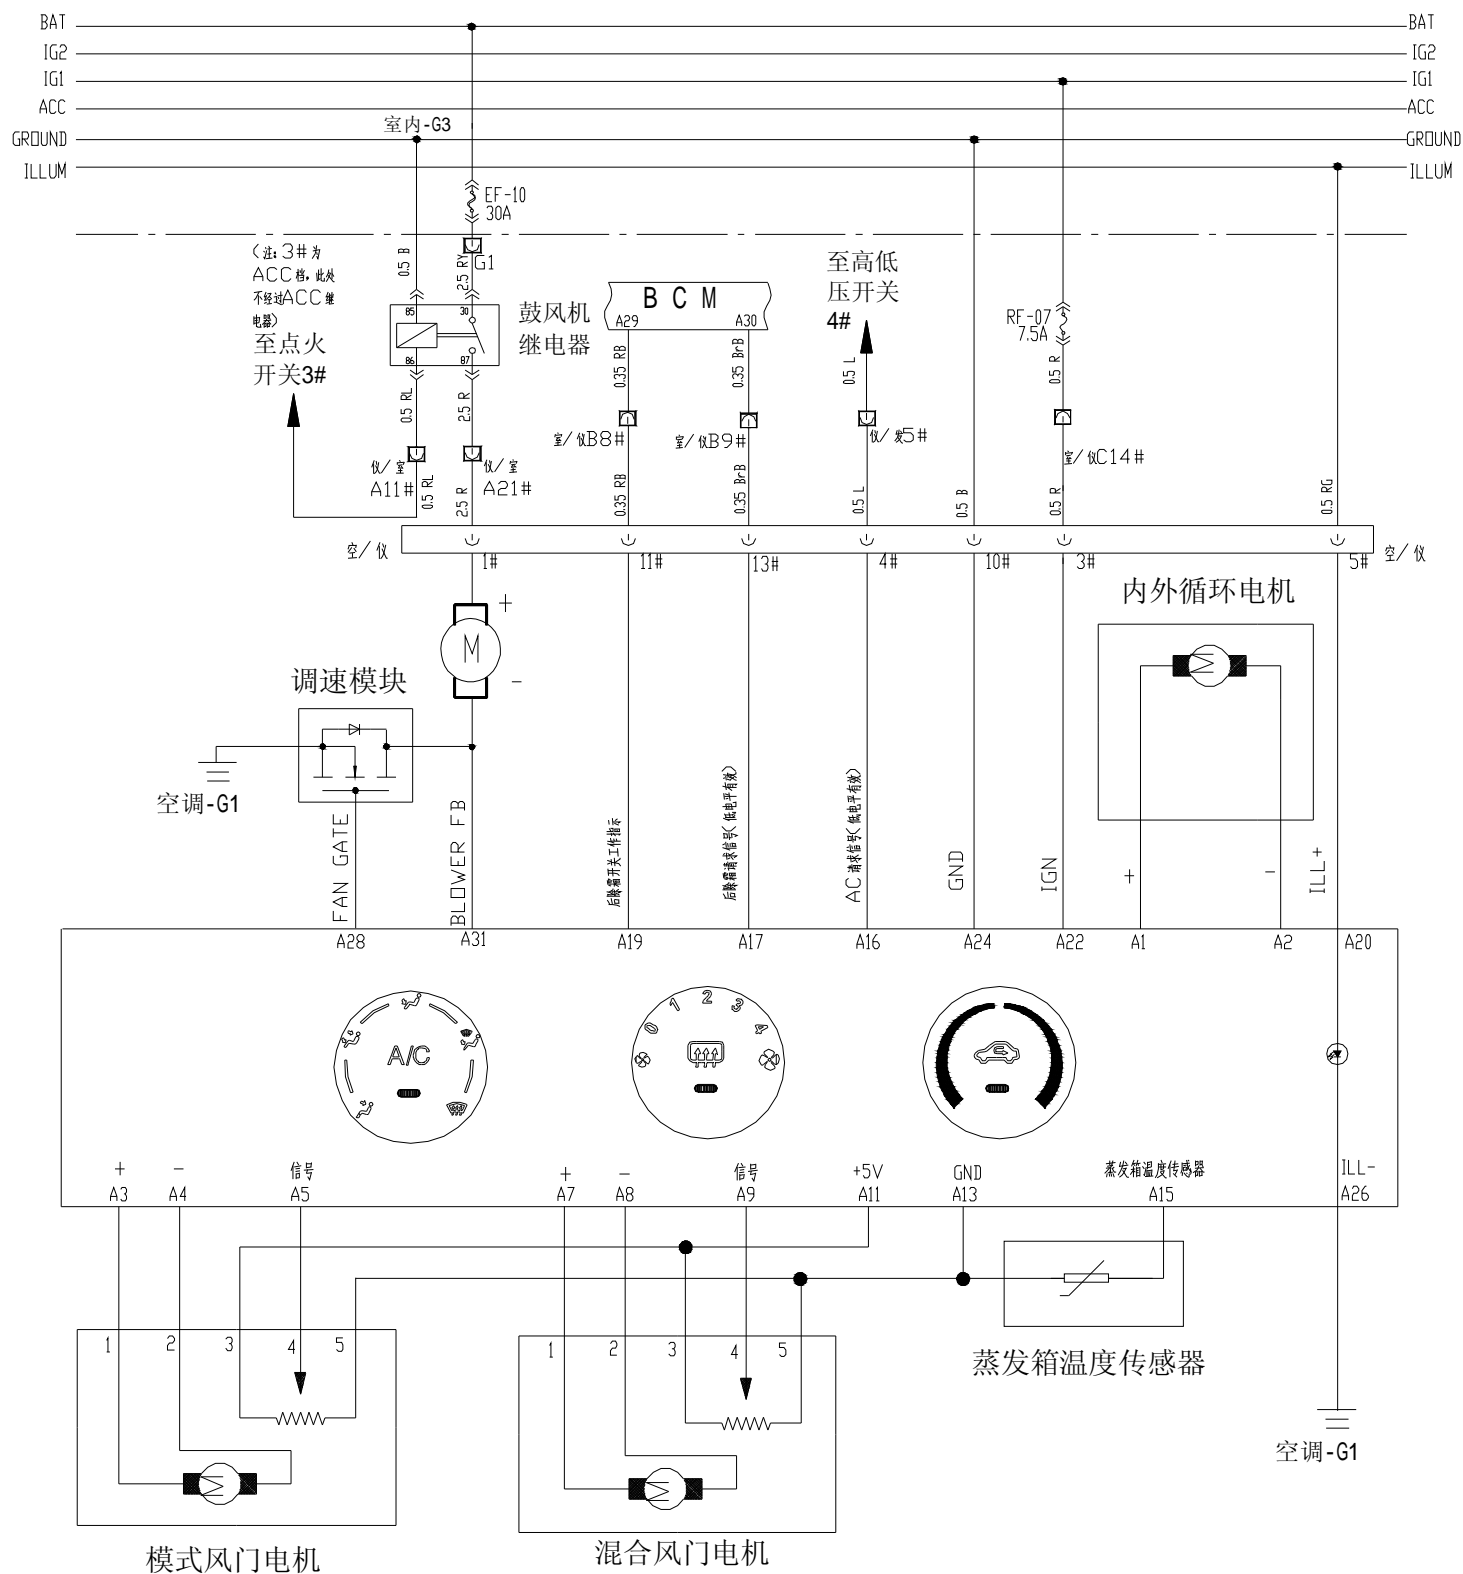 BAT BAT
IG2 IG2
IG1 IG1
ACC ACC
室内-G3
GROUND GROUND
ILLUM ILLUM
EF-10
30A
(注:3#为
ACC档,此处
不经过ACC继
电器)
至点火
开关3#
0.5 B
2.5 RY
G1
85 30
86 87
鼓风机
继电器
BCM
A29 A30
至高低
压开关
4#
RF-07
7.5A
0.5 RL
2.5 R
0.35 RB
0.35 BrB
0.5 L
0.5 R
仪/室
A11#
仪/室
A21#
室/仪B8#
室/仪B9#
仪/发5#
室/仪C14#
0.5 RL
2.5 R
0.35 RB
0.35 BrB
0.5 L
0.5 B
0.5 R
0.5 RG
空/仪 空/仪
1# 11# 13# 4# 10# 3# 5#
内外循环电机
+
M
-
调速模块
空调-G1
FAN GATE
BLOWER FB
后除霜开关工作指示
后除霜请求信号(低电平有效)
AC请求信号(低电平有效)
GND
IGN
+
-
ILL+
M
A28 A31 A19 A17 A16 A24 A22 A1 A2 A20
A/C
0 1 2 3 4
+ - 信号 + - 信号 +5V GND 蒸发箱温度传感器 ILL-
A3 A4 A5 A7 A8 A9 A11 A13 A15 A26
1 2 3 4 5
1 2 3 4 5
蒸发箱温度传感器
空调-G1
M
M
模式风门电机
混合风门电机